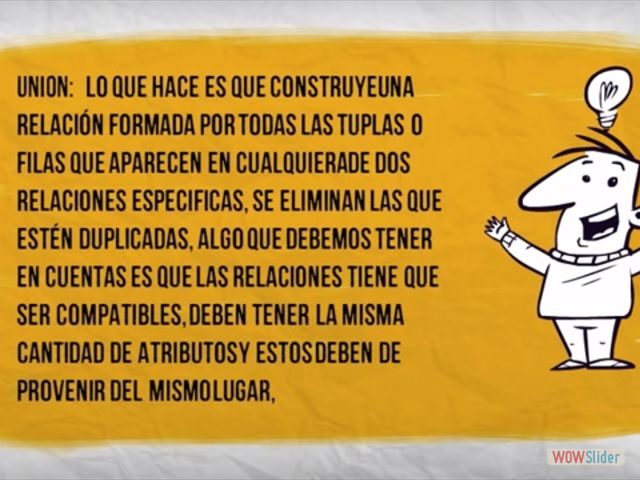 UNION: LO QUE HACE ES QUE CONSTRUYEUNA
RELACIÓN FORMADA POR TODAS LAS TUPLAS O
FILAS QUE APARECEN EN CUALQUIERADE DOS
RELACIONES ESPECIFICAS, SE ELIMINAN LAS QUE
ESTÉN DUPLICADAS, ALGO QUE DEBEMOS TENER
EN CUENTAS ES QUE LAS RELACIONES TIENE QUE
SER COMPATIBLES, DEBEN TENER LA MISMA
CANTIDAD DE ATRIBUTOSY ESTOS DEBEN DE
PROVENIR DEL MISMOLUGAR,
WOWSlider